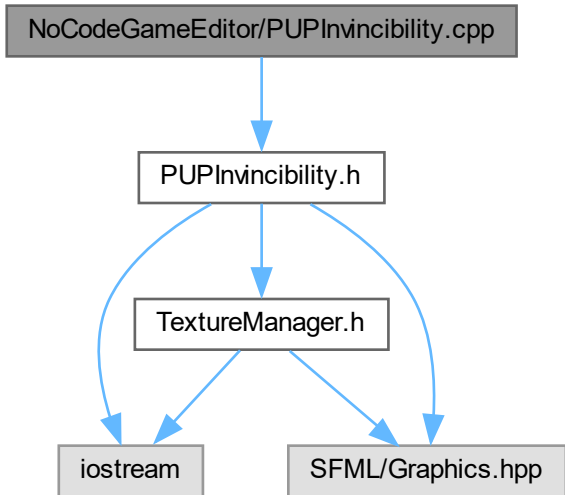 NoCodeGameEditor/PUPInvincibility.cpp
PUPInvincibility.h
TextureManager.h
iostream
SFML/Graphics.hpp